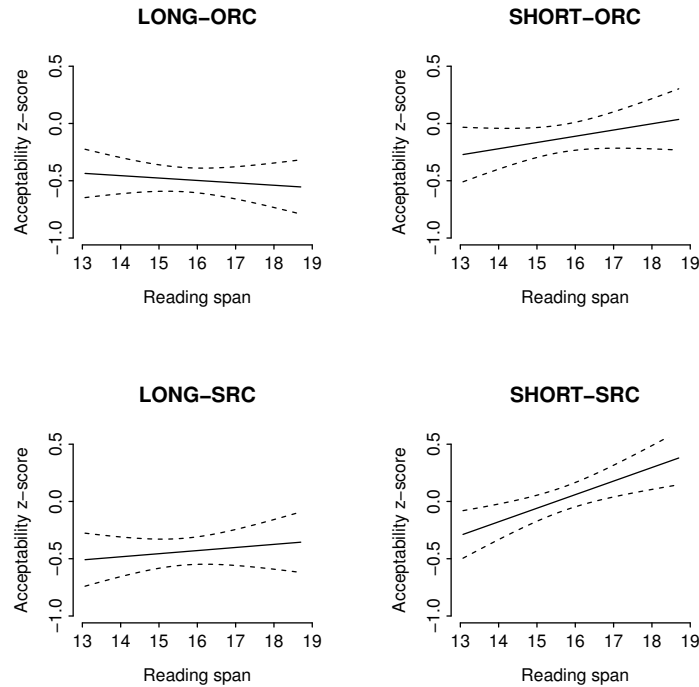 LONG−ORC
Acceptability z−score
0.5
0.0
−0.5
−1.0
13 14 15 16 17 18 19
Reading span
SHORT−ORC
Acceptability z−score
0.5
0.0
−0.5
−1.0
13 14 15 16 17 18 19
Reading span
LONG−SRC
Acceptability z−score
0.5
0.0
−0.5
−1.0
13 14 15 16 17 18 19
Reading span
SHORT−SRC
Acceptability z−score
0.5
0.0
−0.5
−1.0
13 14 15 16 17 18 19
Reading span